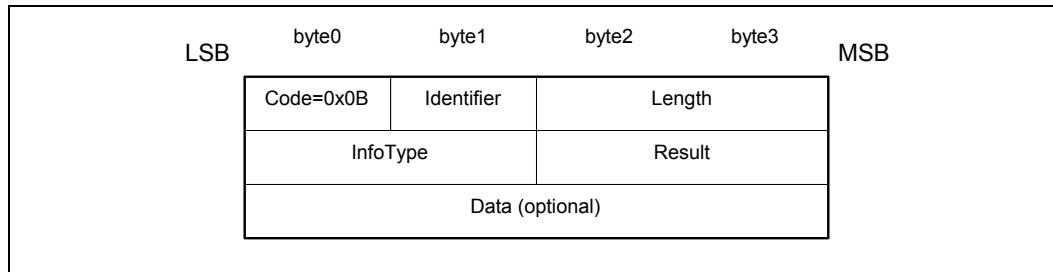 LSB byte0 byte1 byte2 byte3 MSB
Code=0x0B Identifier Length
InfoType Result
Data (optional)